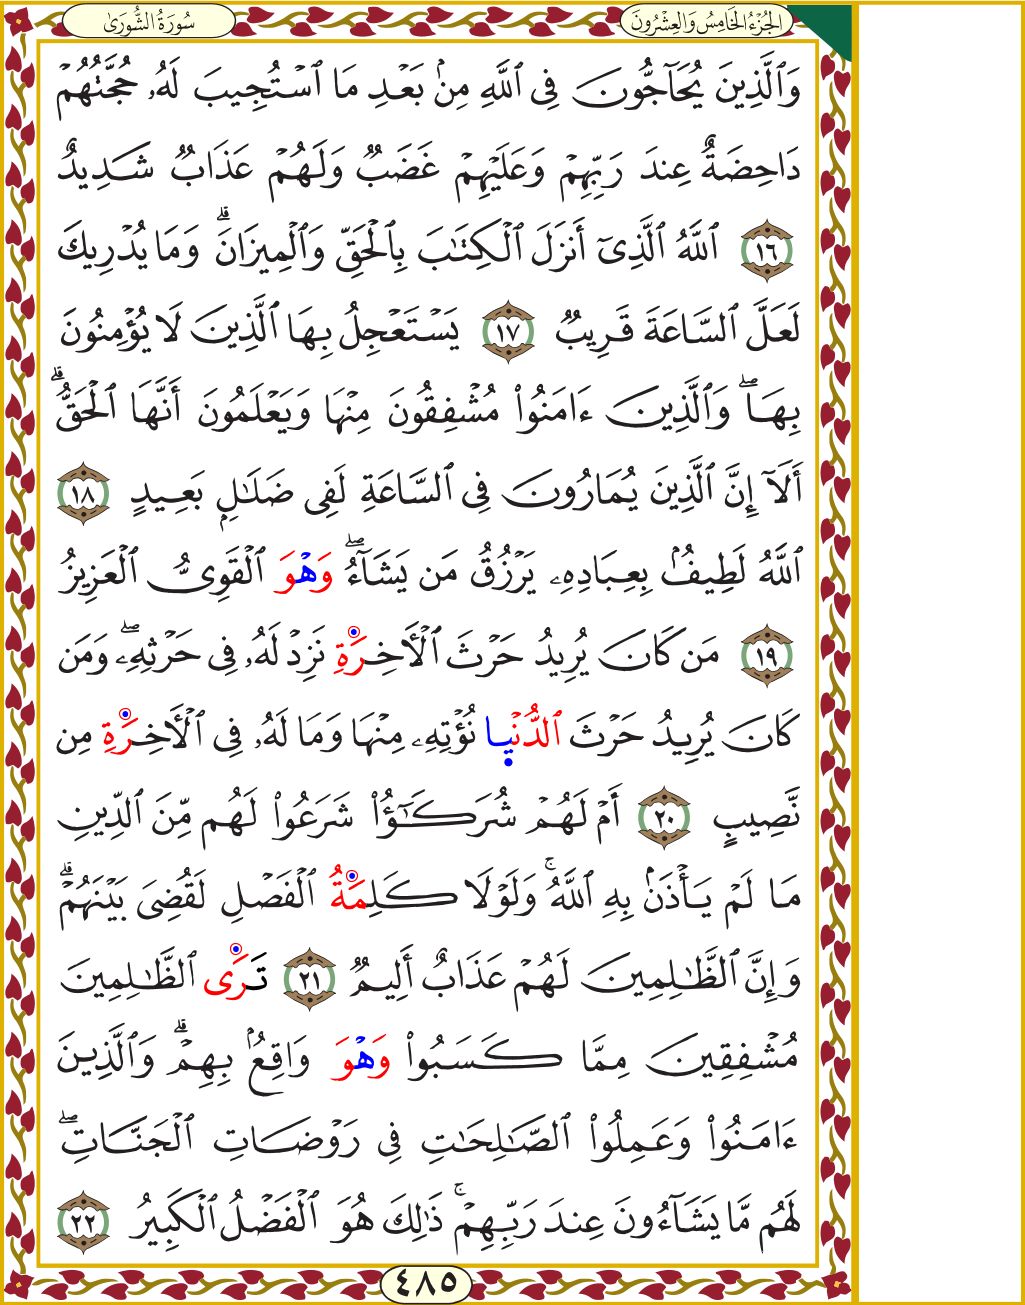 الجُزْءُ الخَامِسُ وَالعِشْرُونَ
سُورَةُ الشُّورَىٰ
وَٱلَّذِينَ يُحَآجُّونَ فِي ٱللَّهِ مِنۢ بَعۡدِ مَا ٱسۡتُجِيبَ لَهُۥ حُجَّتُهُمۡ
دَاحِضَةٌ عِندَ رَبِّهِمۡ وَعَلَيۡهِمۡ غَضَبٞ وَلَهُمۡ عَذَابٞ شَدِيدٌ
١٦ ٱللَّهُ ٱلَّذِيٓ أَنزَلَ ٱلۡكِتَٰبَ بِٱلۡحَقِّ وَٱلۡمِيزَانَۗ وَمَا يُدۡرِيكَ
لَعَلَّ ٱلسَّاعَةَ قَرِيبٞ ١٧ يَسۡتَعۡجِلُ بِهَا ٱلَّذِينَ لَا يُؤۡمِنُونَ
بِهَاۖ وَٱلَّذِينَ ءَامَنُواْ مُشۡفِقُونَ مِنۡهَا وَيَعۡلَمُونَ أَنَّهَا ٱلۡحَقُّۗ
أَلَآ إِنَّ ٱلَّذِينَ يُمَارُونَ فِي ٱلسَّاعَةِ لَفِي ضَلَٰلِۭ بَعِيدٍ ١٨
ٱللَّهُ لَطِيفُۢ بِعِبَادِهِۦ يَرۡزُقُ مَن يَشَآءُۖ وَهۡوَ ٱلۡقَوِيُّ ٱلۡعَزِيزُ
١٩ مَن كَانَ يُرِيدُ حَرۡثَ ٱلۡأٓخِرَةِ نَزِدۡ لَهُۥ فِي حَرۡثِهِۦۖ وَمَن
كَانَ يُرِيدُ حَرۡثَ ٱلدُّنۡيا نُؤۡتِهِۦ مِنۡهَا وَمَا لَهُۥ فِي ٱلۡأٓخِرَةِ مِن
نَّصِيبٍ ٢٠ أَمۡ لَهُمۡ شُرَكَٰٓؤُاْ شَرَعُواْ لَهُم مِّنَ ٱلدِّينِ
مَا لَمۡ يَأۡذَنۢ بِهِ ٱللَّهُۚ وَلَوۡلَا كَلِمَةُ ٱلۡفَصۡلِ لَقُضِيَ بَيۡنَهُمۡۗ
وَإِنَّ ٱلظَّٰلِمِينَ لَهُمۡ عَذَابٌ أَلِيمٞ ٢١ تَرَى ٱلظَّٰلِمِينَ
مُشۡفِقِينَ مِمَّا كَسَبُواْ وَهۡوَ وَاقِعُۢ بِهِمۡۗ وَٱلَّذِينَ
ءَامَنُواْ وَعَمِلُواْ ٱلصَّٰلِحَٰتِ فِي رَوۡضَاتِ ٱلۡجَنَّاتِۖ
لَهُم مَّا يَشَآءُونَ عِندَ رَبِّهِمۡۚ ذَٰلِكَ هُوَ ٱلۡفَضۡلُ ٱلۡكَبِيرُ ٢٢
٤٨٥